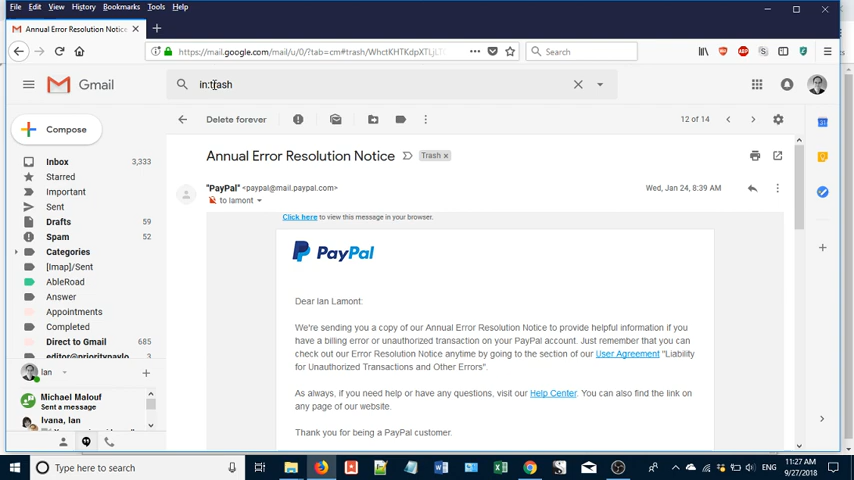 File Edit View History Bookmarks Tools Help
Annual Error Resolution Notice
https://mail.google.com/mail/u/0/?tab=cm#trash/WhctKHTKdpXTLjLT
Search
ABP
Gmail
in:trash
Compose
Delete forever
12 of 14
Inbox 3,333
Starred
Important
Sent
Drafts 59
Spam 52
Categories
[Imap]/Sent
AbleRoad
Answer
Appointments
Completed
Direct to Gmail 685
Ian
Michael Malouf
Sent a message
Ivana, Ian
Annual Error Resolution Notice
Trash x
"PayPal" <paypal@mail.paypal.com>
Wed, Jan 24, 8:39 AM
to lamont
Click here to view this message in your browser.
PayPal
Dear Ian Lamont:
We're sending you a copy of our Annual Error Resolution Notice to provide helpful information if you
have a billing error or unauthorized transaction on your PayPal account. Just remember that you can
check out our Error Resolution Notice anytime by going to the section of our User Agreement "Liability
for Unauthorized Transactions and Other Errors".
As always, if you need help or have any questions, visit our Help Center. You can also find the link on
any page of our website.
Thank you for being a PayPal customer.
Type here to search
ENG
11:27 AM
9/27/2018